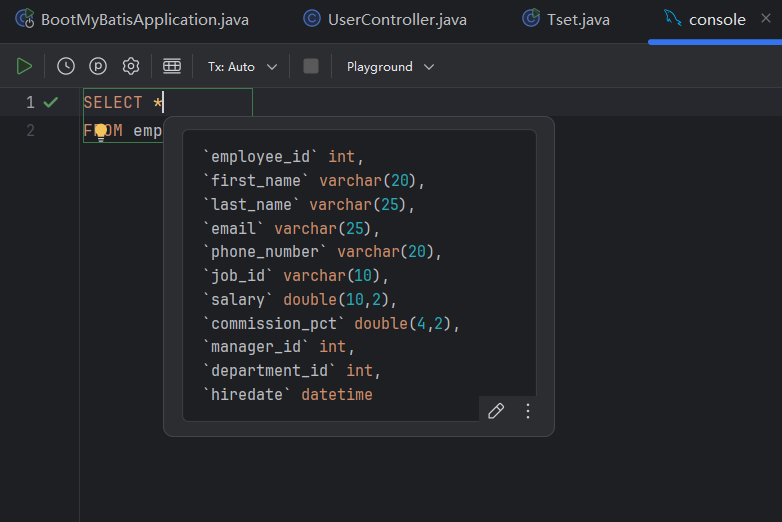 BootMyBatisApplication.java UserController.java Tset.java console
Tx: Auto Playground
1 SELECT *
2 FROM emp
`employee_id` int,
`first_name` varchar(20),
`last_name` varchar(25),
`email` varchar(25),
`phone_number` varchar(20),
`job_id` varchar(10),
`salary` double(10,2),
`commission_pct` double(4,2),
`manager_id` int,
`department_id` int,
`hiredate` datetime